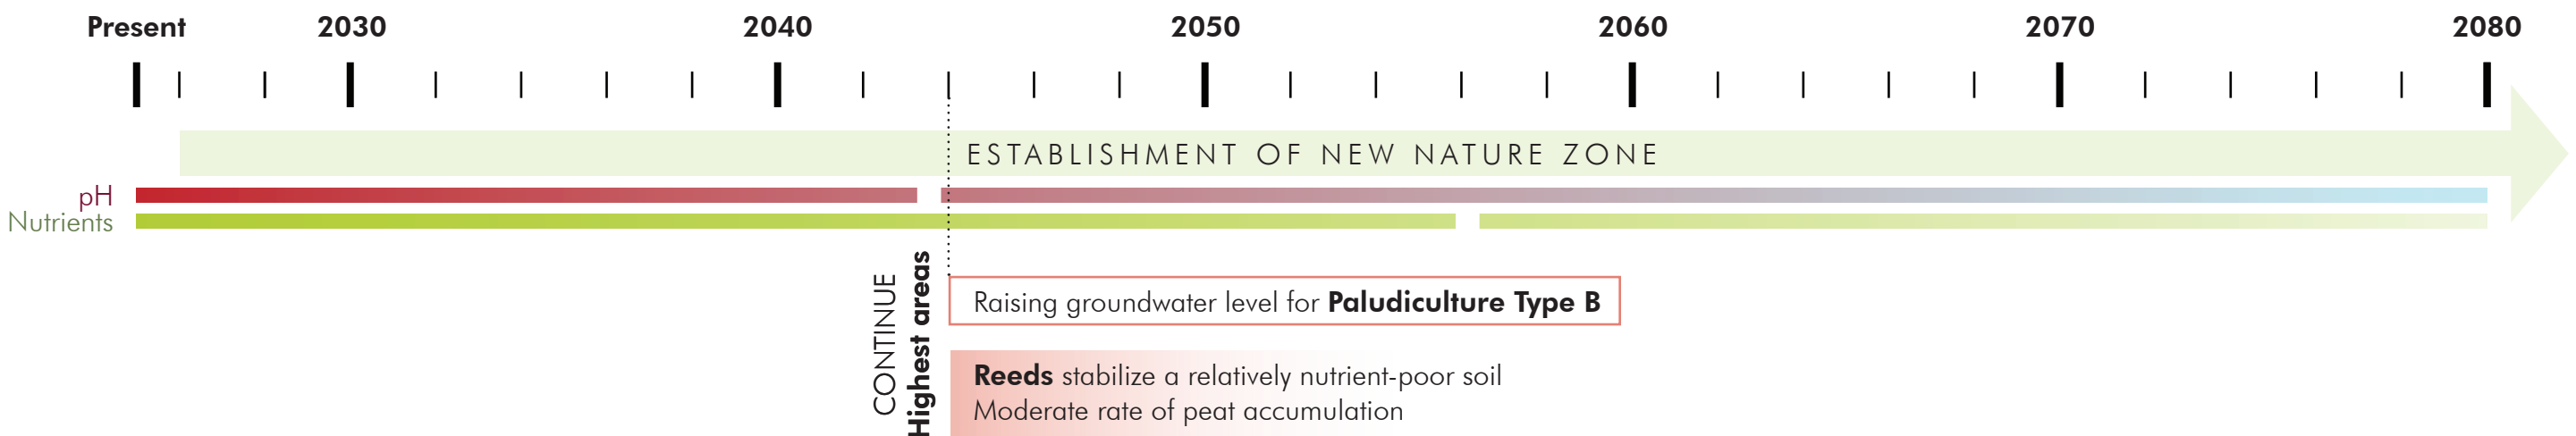 Present 2030 2040 2050 2060 2070 2080
ESTABLISHMENT OF NEW NATURE ZONE
pH
Nutrients
CONTINUE
Highest areas
Raising groundwater level for Paludiculture Type B
Reeds stabilize a relatively nutrient-poor soil
Moderate rate of peat accumulation